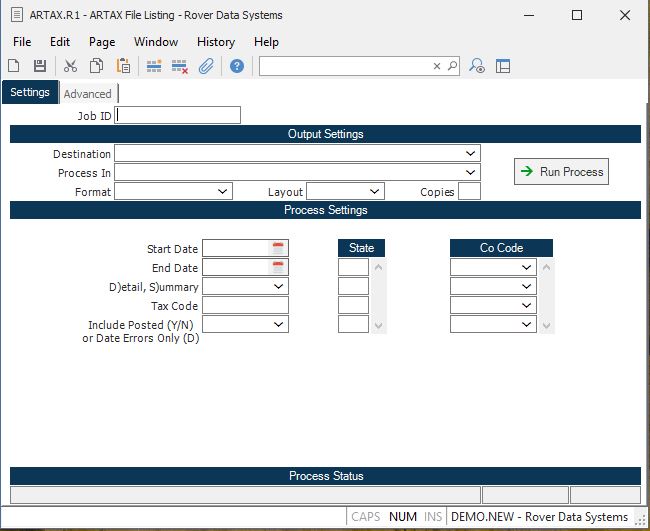 ARTAX.R1 - ARTAX File Listing - Rover Data Systems
File Edit Page Window History Help
Settings Advanced
Job ID
Output Settings
Destination
Process In
Run Process
Format Layout Copies
Process Settings
Start Date State Co Code
End Date
D)etail, S)ummary
Tax Code
Include Posted (Y/N)
or Date Errors Only (D)
Process Status
CAPS NUM INS DEMO.NEW - Rover Data Systems